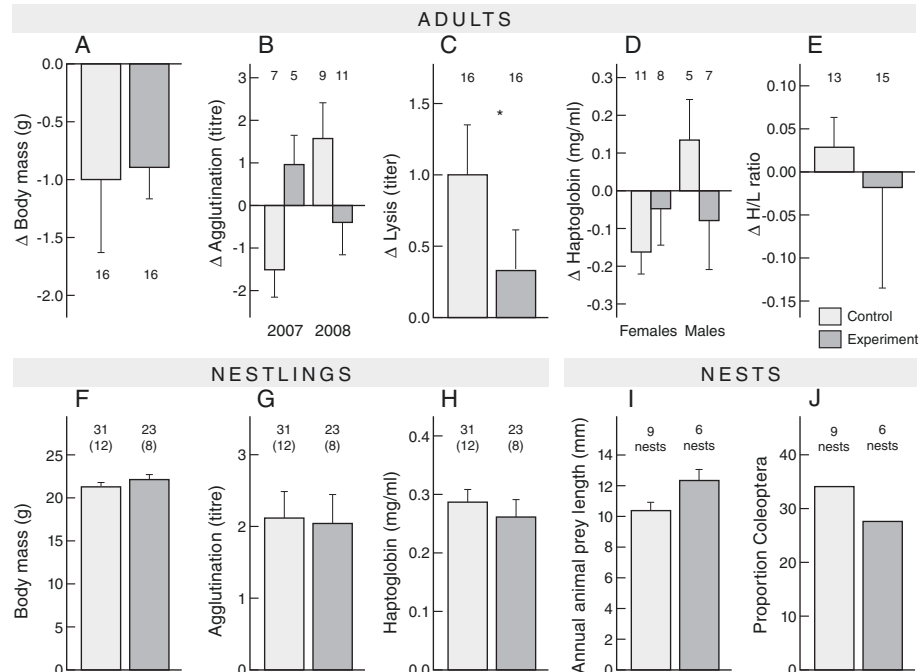 ADULTS
A
B
C
D
E
Δ Body mass (g)
0.0
-0.5
-1.0
-1.5
-2.0
16 16
Δ Agglutination (titre)
3
2
1
0
-1
-2
7 5 9 11
2007 2008
Δ Lysis (titer)
1.5
1.0
0.5
0.0
16 16
*
Δ Haptoglobin (mg/ml)
0.3
0.2
0.1
0.0
-0.1
-0.2
-0.3
11 8 5 7
Females Males
Δ H/L ratio
0.10
0.05
0.00
-0.05
-0.10
-0.15
13 15
Control
Experiment
NESTLINGS
NESTS
F
G
H
I
J
Body mass (g)
25
20
15
10
5
0
31 23
(12) (8)
Agglutination (titre)
3
2
1
0
31 23
(12) (8)
Haptoglobin (mg/ml)
0.4
0.3
0.2
0.1
0.0
31 23
(12) (8)
Annual animal prey length (mm)
14
12
10
8
6
4
2
0
9 6
nests nests
Proportion Coleoptera
40
30
20
10
0
9 6
nests nests